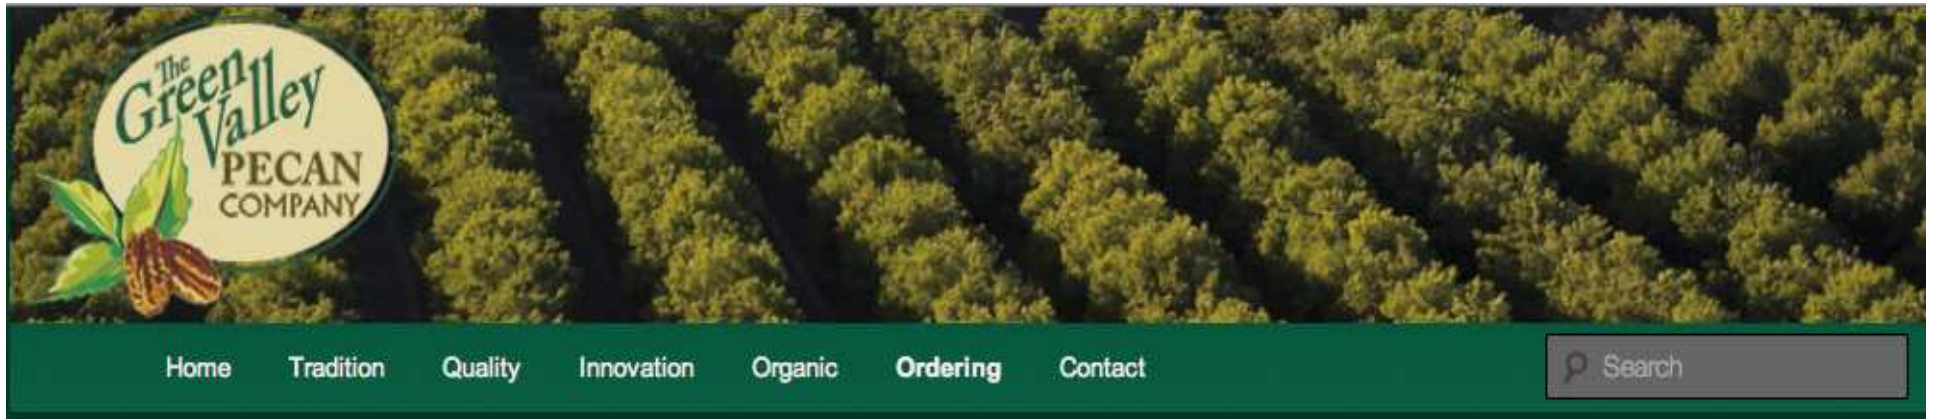 The
Green
Valley
PECAN
COMPANY
Home Tradition Quality Innovation Organic Ordering Contact Search